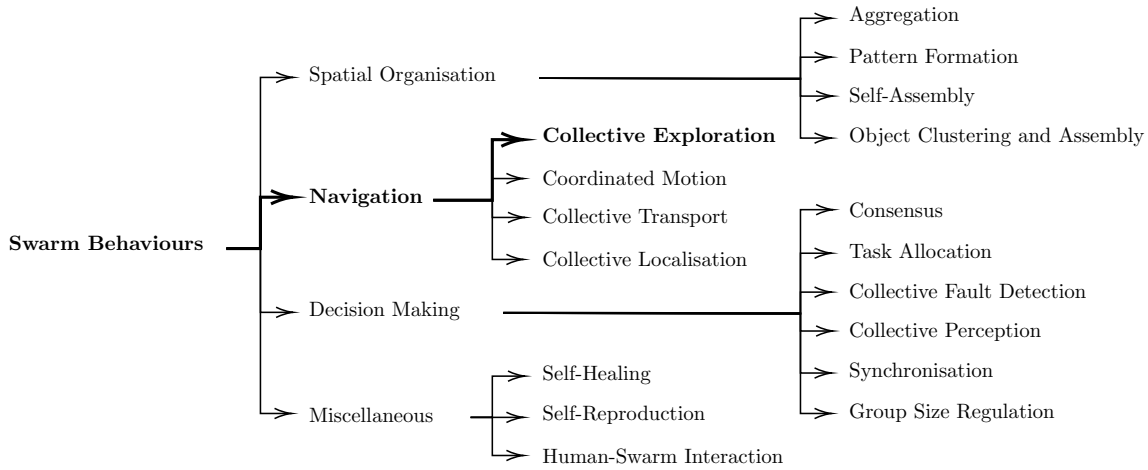 Swarm Behaviours
Spatial Organisation
Aggregation
Pattern Formation
Self-Assembly
Object Clustering and Assembly
Navigation
Collective Exploration
Coordinated Motion
Collective Transport
Collective Localisation
Decision Making
Consensus
Task Allocation
Collective Fault Detection
Collective Perception
Synchronisation
Group Size Regulation
Miscellaneous
Self-Healing
Self-Reproduction
Human-Swarm Interaction